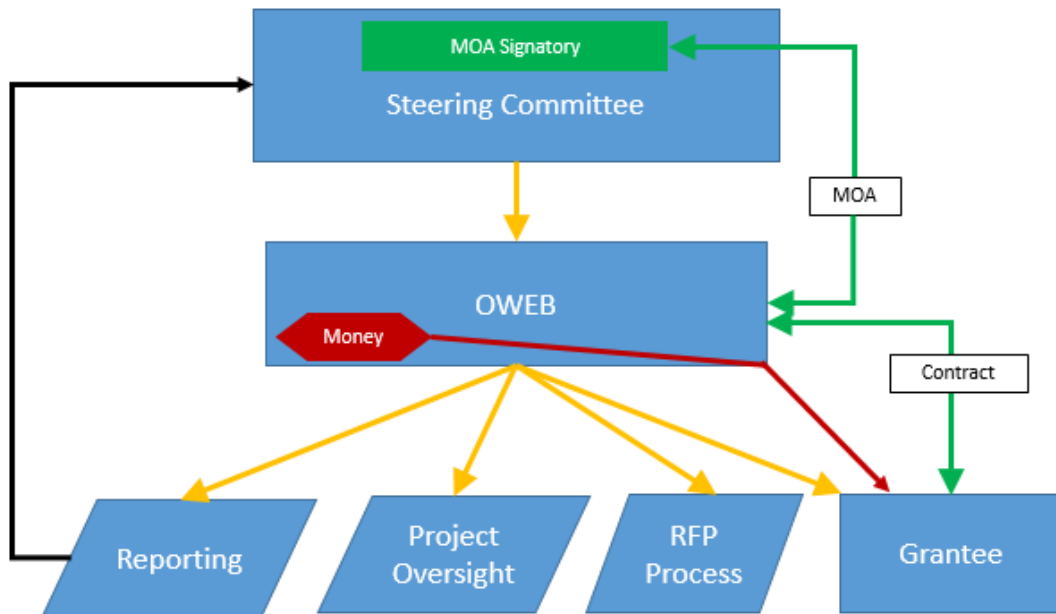 MOA Signatory
Steering Committee
MOA
OWEB
Money
Contract
Reporting
Project
Oversight
RFP
Process
Grantee